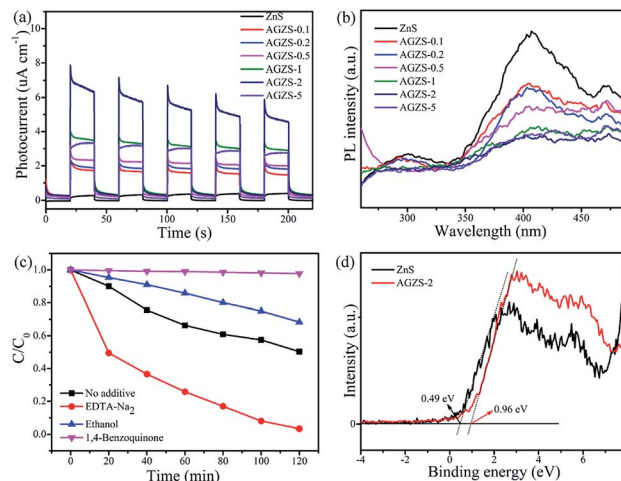 (a)
ZnS
AGZS-0.1
AGZS-0.2
AGZS-0.5
AGZS-1
AGZS-2
AGZS-5
Photocurrent (uA cm⁻¹)
10
8
6
4
2
0
0 50 100 150 200
Time (s)
(b)
ZnS
AGZS-0.1
AGZS-0.2
AGZS-0.5
AGZS-1
AGZS-2
AGZS-5
PL intensity (a.u.)
300 350 400 450
Wavelength (nm)
(c)
C/C₀
1.0
0.8
0.6
0.4
0.2
0.0
No additive
EDTA-Na₂
Ethanol
1,4-Benzoquinone
0 20 40 60 80 100 120
Time (min)
(d)
ZnS
AGZS-2
Intensity (a.u.)
0.49 eV
0.96 eV
-4 -2 0 2 4 6
Binding energy (eV)